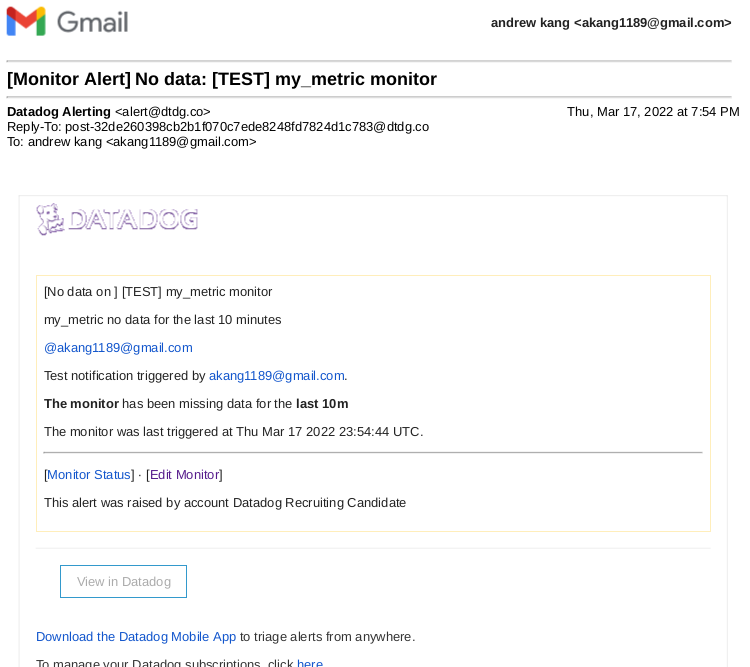 Gmail
andrew kang <akang1189@gmail.com>
[Monitor Alert] No data: [TEST] my_metric monitor
Datadog Alerting <alert@dtdg.co>
Thu, Mar 17, 2022 at 7:54 PM
Reply-To: post-32de260398cb2b1f070c7ede8248fd7824d1c783@dtdg.co
To: andrew kang <akang1189@gmail.com>
DATADOG
[No data on ] [TEST] my_metric monitor
my_metric no data for the last 10 minutes
@akang1189@gmail.com
Test notification triggered by akang1189@gmail.com.
The monitor has been missing data for the last 10m
The monitor was last triggered at Thu Mar 17 2022 23:54:44 UTC.
[Monitor Status] · [Edit Monitor]
This alert was raised by account Datadog Recruiting Candidate
View in Datadog
Download the Datadog Mobile App to triage alerts from anywhere.
To manage your Datadog subscriptions, click here